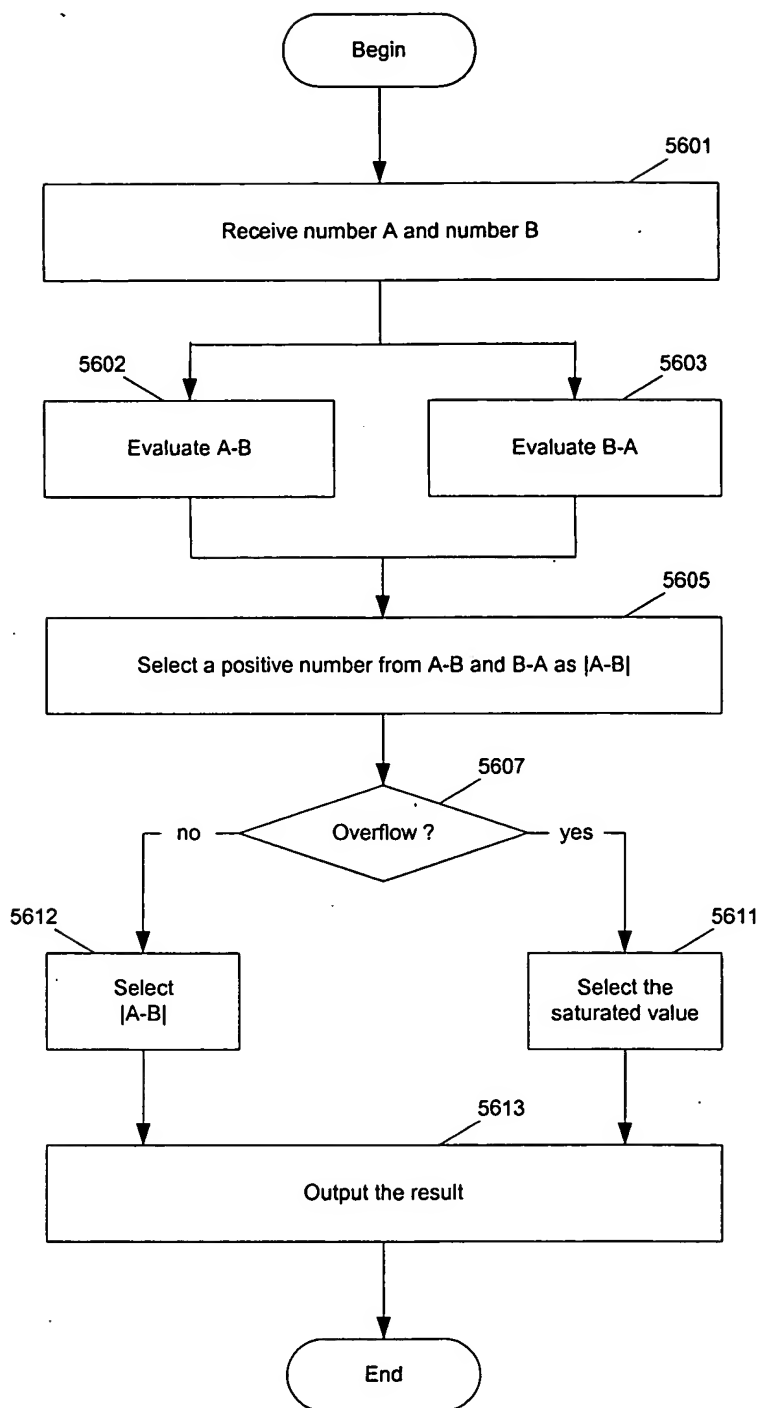 Begin
5601
Receive number A and number B
5602
5603
Evaluate A-B
Evaluate B-A
5605
Select a positive number from A-B and B-A as |A-B|
5607
Overflow ?
no
yes
5612
5611
Select
|A-B|
Select the
saturated value
5613
Output the result
End